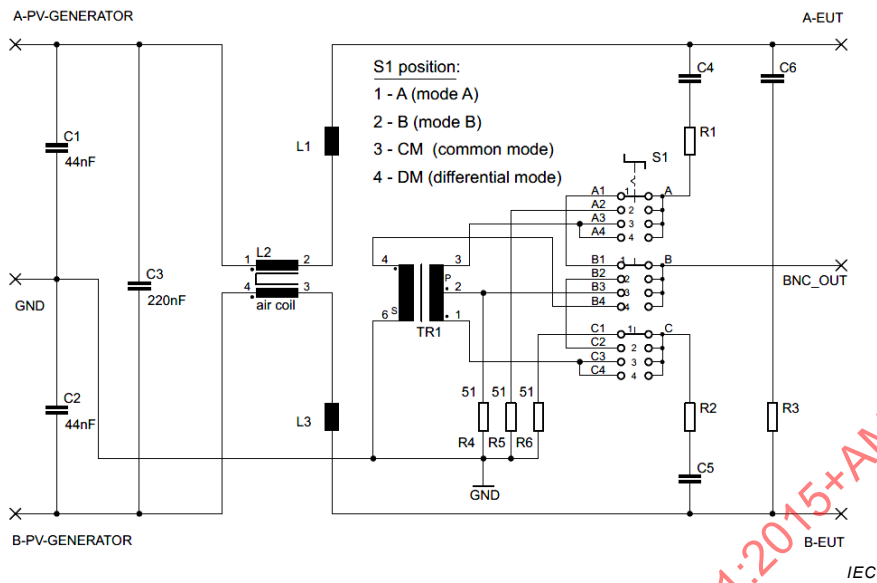 A-PV-GENERATOR
A-EUT
S1 position:
1 - A (mode A)
2 - B (mode B)
3 - CM (common mode)
4 - DM (differential mode)
C4
C6
C1
44nF
L1
R1
S1
A1 1 A
A2 2
A3 3
A4 4
L2
1 2
4 3
air coil
C3
220nF
GND
4 3
P
2
S
6 1
TR1
B1 1 B
B2 2
B3 3
B4 4
BNC_OUT
C1 1 C
C2 2
C3 3
C4 4
C2
44nF
L3
51 51 51
R4 R5 R6
R2
R3
C5
GND
B-PV-GENERATOR
B-EUT
IEC
1:2015+AM